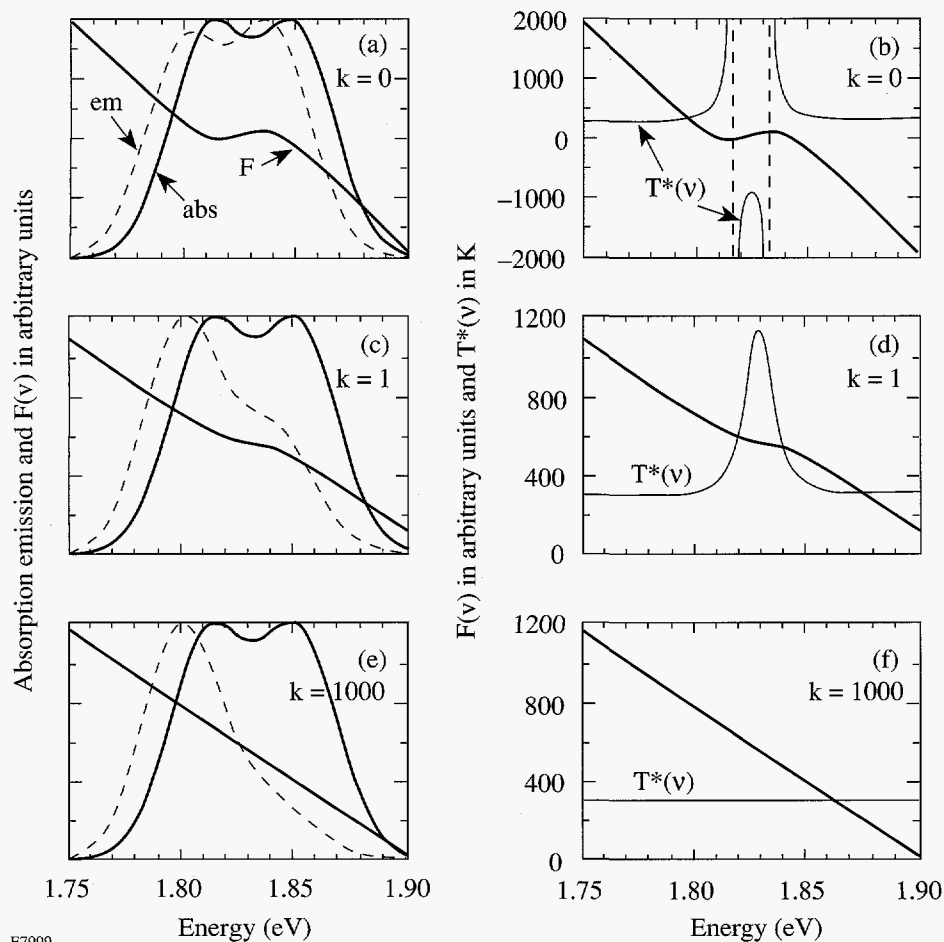 Absorption emission and F(ν) in arbitrary units
(a)
k = 0
em
F
abs
(c)
k = 1
(e)
k = 1000
1.75
1.80
1.85
1.90
Energy (eV)
F(ν) in arbitrary units and T*(ν) in K
2000
1000
0
−1000
−2000
(b)
k = 0
T*(ν)
1200
800
400
0
(d)
k = 1
T*(ν)
1200
800
400
0
(f)
k = 1000
T*(ν)
1.75
1.80
1.85
1.90
Energy (eV)